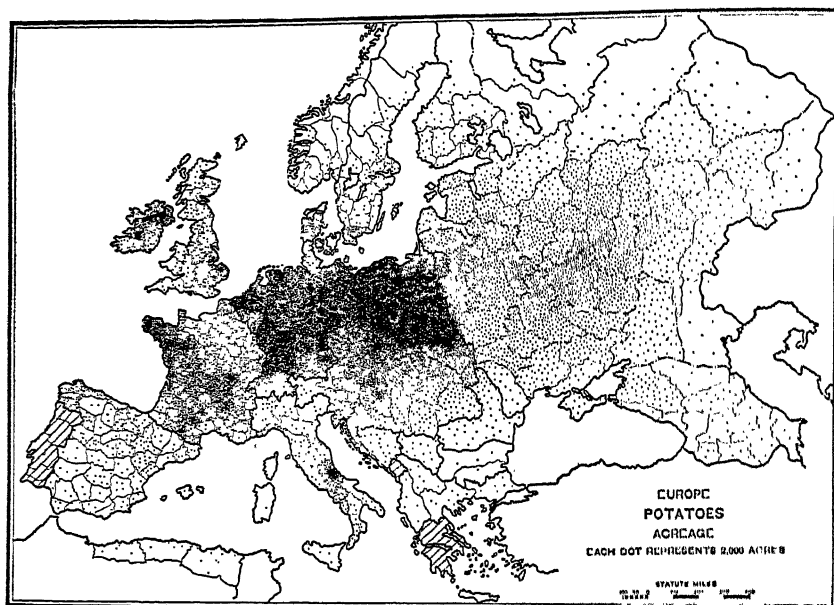 EUROPE
POTATOES
ACREAGE
EACH DOT REPRESENTS 2,000 ACRES
STATUTE MILES